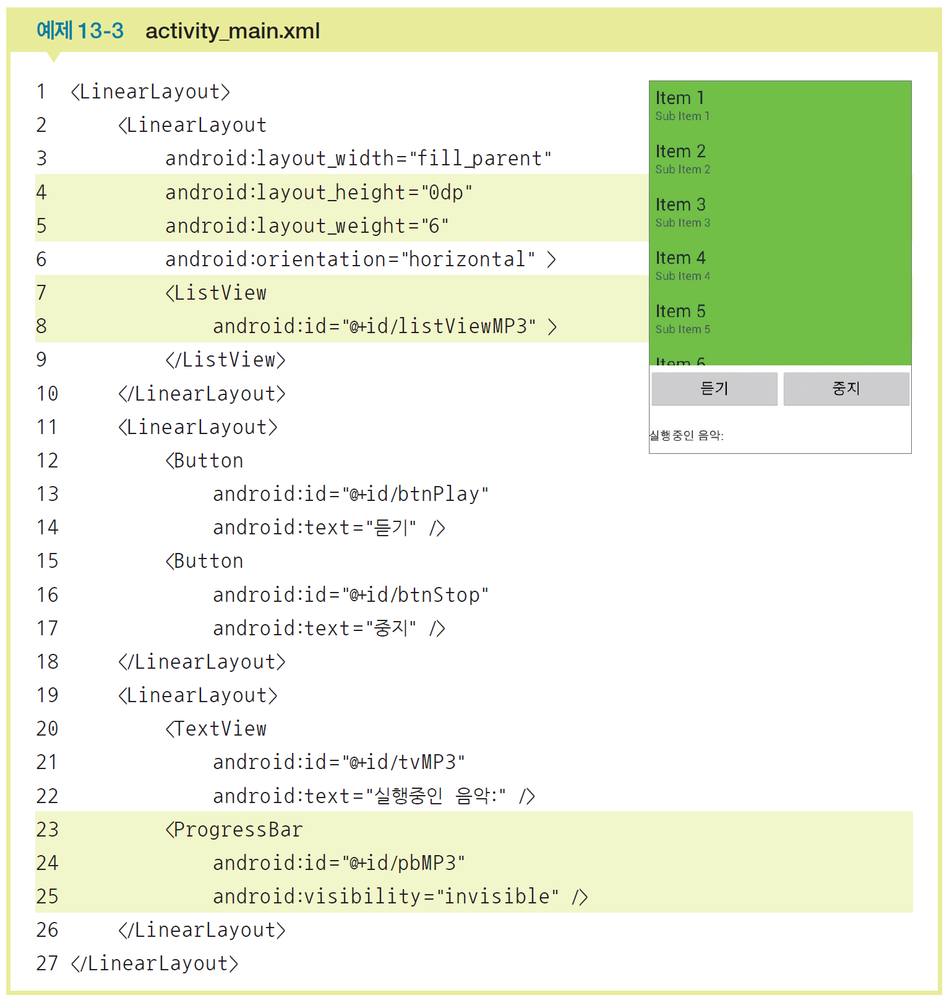 예제 13-3 activity_main.xml
1 <LinearLayout>
2 <LinearLayout
3 android:layout_width="fill_parent"
4 android:layout_height="0dp"
5 android:layout_weight="6"
6 android:orientation="horizontal" >
7 <ListView
8 android:id="@+id/listViewMP3" >
9 </ListView>
10 </LinearLayout>
11 <LinearLayout>
12 <Button
13 android:id="@+id/btnPlay"
14 android:text="듣기" />
15 <Button
16 android:id="@+id/btnStop"
17 android:text="중지" />
18 </LinearLayout>
19 <LinearLayout>
20 <TextView
21 android:id="@+id/tvMP3"
22 android:text="실행중인 음악:" />
23 <ProgressBar
24 android:id="@+id/pbMP3"
25 android:visibility="invisible" />
26 </LinearLayout>
27 </LinearLayout>
Item 1
Sub Item 1
Item 2
Sub Item 2
Item 3
Sub Item 3
Item 4
Sub Item 4
Item 5
Sub Item 5
Item 6
듣기 중지
실행중인 음악: